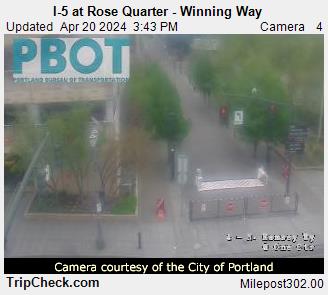 I-5 at Rose Quarter - Winning Way
Updated Apr 20 2024 3:43 PM Camera 4
PBOT
PORTLAND BUREAU OF TRANSPORTATION
Camera courtesy of the City of Portland
TripCheck.com Milepost302.00